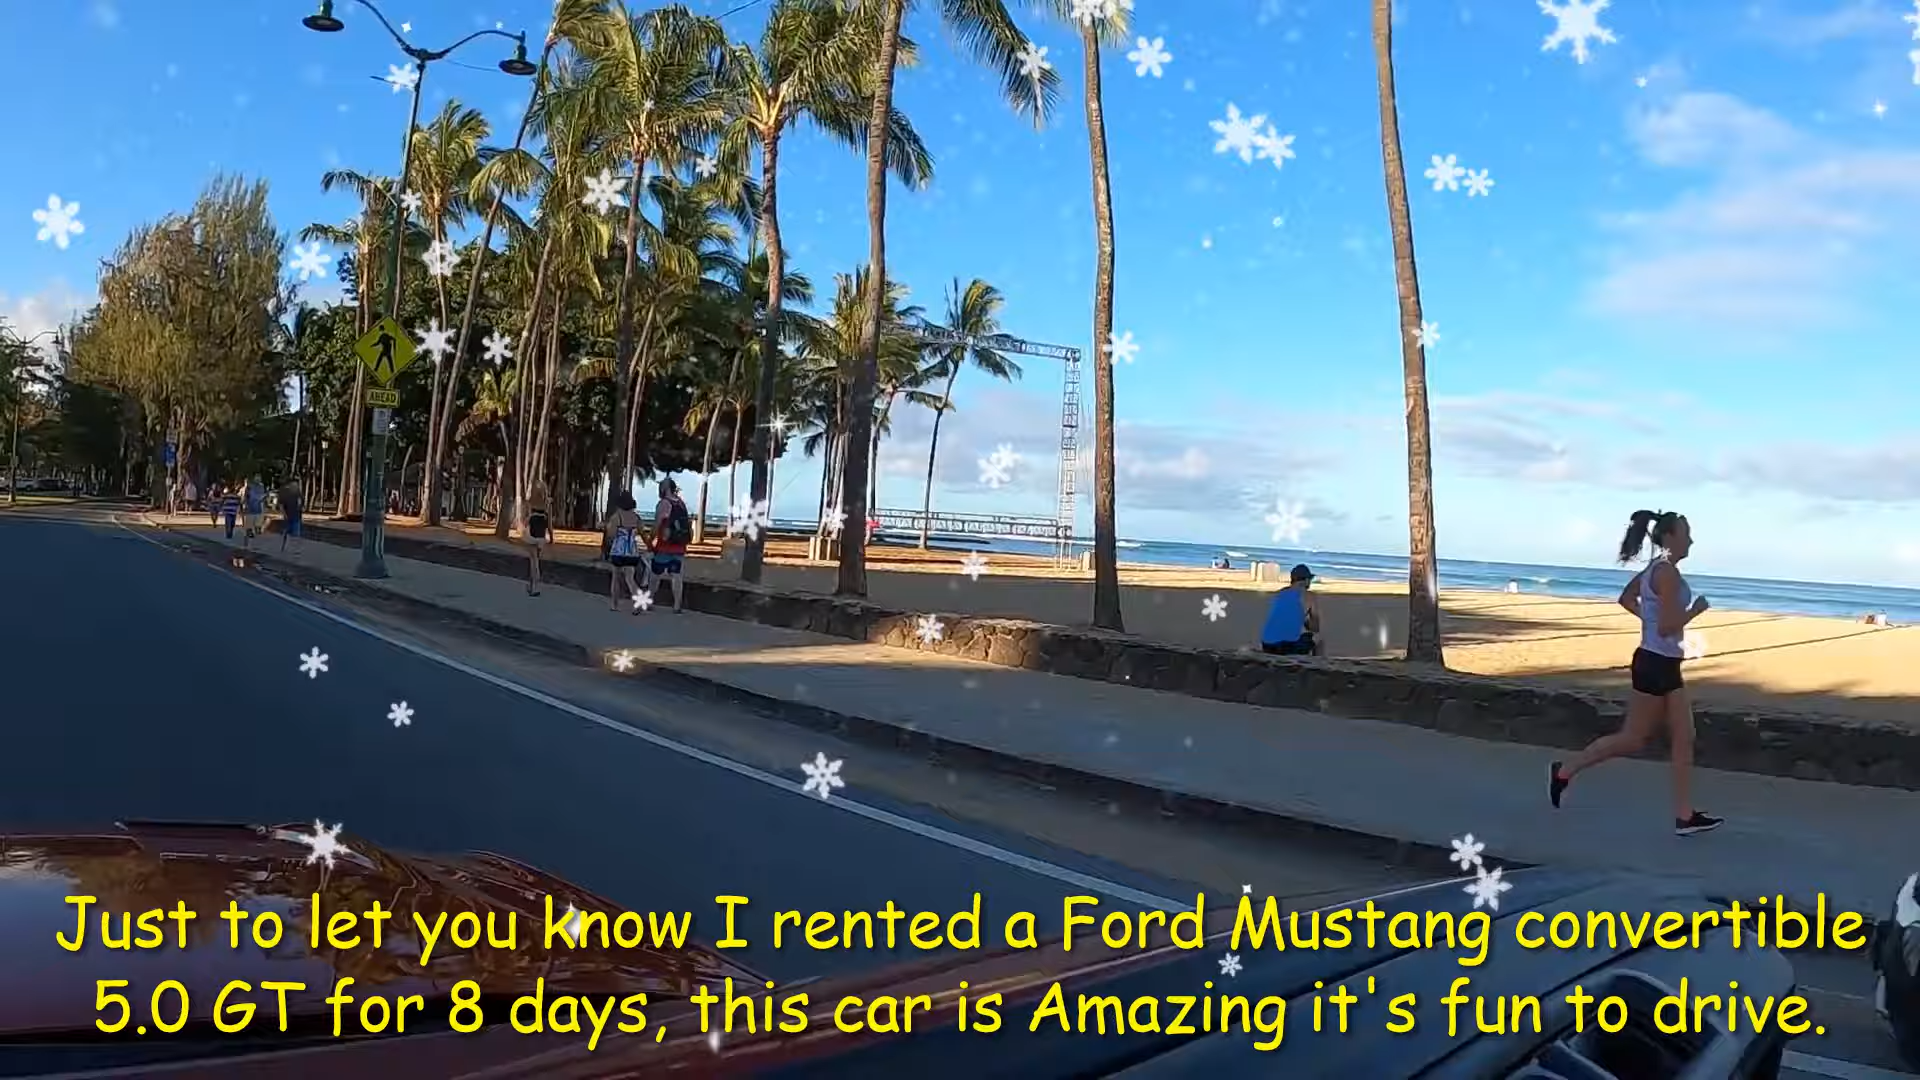 AHEAD
Just to let you know I rented a Ford Mustang convertible
5.0 GT for 8 days, this car is Amazing it's fun to drive.